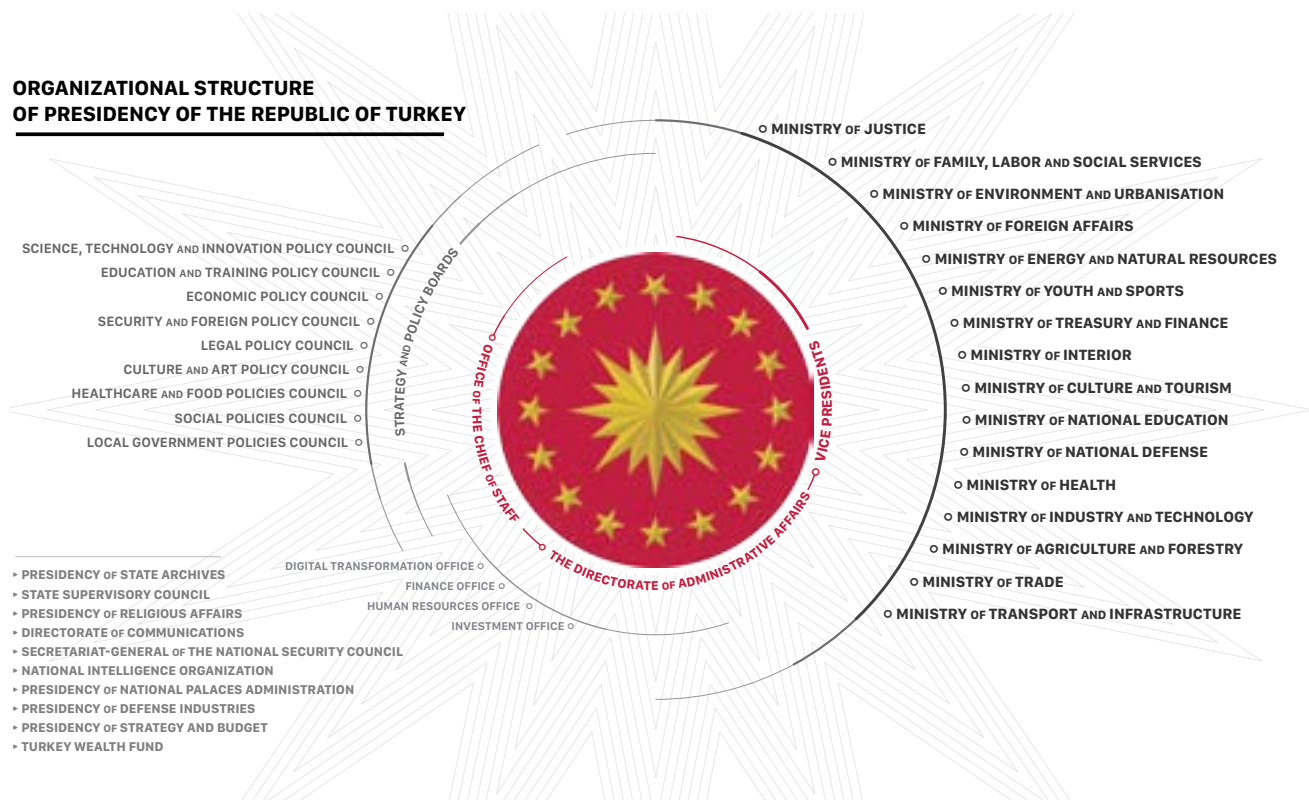 ORGANIZATIONAL STRUCTURE
OF PRESIDENCY OF THE REPUBLIC OF TURKEY
SCIENCE, TECHNOLOGY AND INNOVATION POLICY COUNCIL
EDUCATION AND TRAINING POLICY COUNCIL
ECONOMIC POLICY COUNCIL
SECURITY AND FOREIGN POLICY COUNCIL
LEGAL POLICY COUNCIL
CULTURE AND ART POLICY COUNCIL
HEALTHCARE AND FOOD POLICIES COUNCIL
SOCIAL POLICIES COUNCIL
LOCAL GOVERNMENT POLICIES COUNCIL
STRATEGY AND POLICY BOARDS
OFFICE OF THE CHIEF OF STAFF
THE DIRECTORATE OF ADMINISTRATIVE AFFAIRS
VICE PRESIDENTS
MINISTRY OF JUSTICE
MINISTRY OF FAMILY, LABOR AND SOCIAL SERVICES
MINISTRY OF ENVIRONMENT AND URBANISATION
MINISTRY OF FOREIGN AFFAIRS
MINISTRY OF ENERGY AND NATURAL RESOURCES
MINISTRY OF YOUTH AND SPORTS
MINISTRY OF TREASURY AND FINANCE
MINISTRY OF INTERIOR
MINISTRY OF CULTURE AND TOURISM
MINISTRY OF NATIONAL EDUCATION
MINISTRY OF NATIONAL DEFENSE
MINISTRY OF HEALTH
MINISTRY OF INDUSTRY AND TECHNOLOGY
MINISTRY OF AGRICULTURE AND FORESTRY
MINISTRY OF TRADE
MINISTRY OF TRANSPORT AND INFRASTRUCTURE
DIGITAL TRANSFORMATION OFFICE
FINANCE OFFICE
HUMAN RESOURCES OFFICE
INVESTMENT OFFICE
▸ PRESIDENCY OF STATE ARCHIVES
▸ STATE SUPERVISORY COUNCIL
▸ PRESIDENCY OF RELIGIOUS AFFAIRS
▸ DIRECTORATE OF COMMUNICATIONS
▸ SECRETARIAT-GENERAL OF THE NATIONAL SECURITY COUNCIL
▸ NATIONAL INTELLIGENCE ORGANIZATION
▸ PRESIDENCY OF NATIONAL PALACES ADMINISTRATION
▸ PRESIDENCY OF DEFENSE INDUSTRIES
▸ PRESIDENCY OF STRATEGY AND BUDGET
▸ TURKEY WEALTH FUND